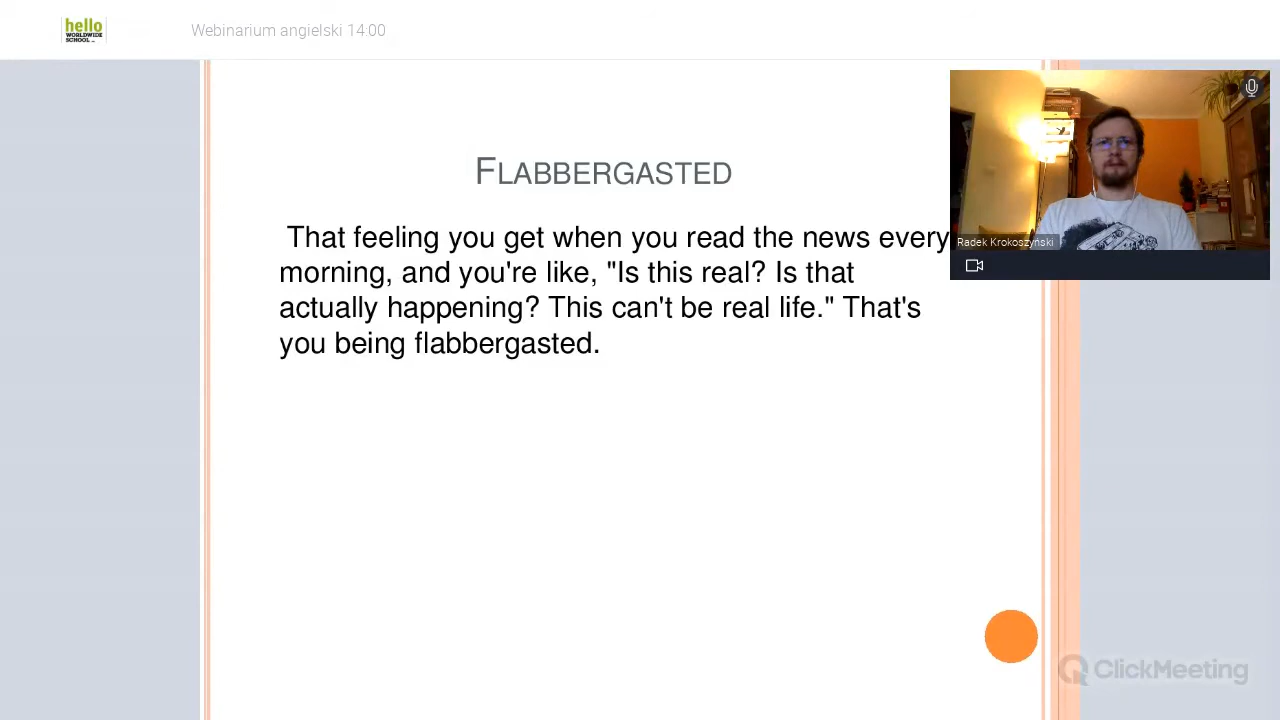 hello
WORLDWIDE
SCHOOL
Webinarium angielski 14:00
FLABBERGASTED
That feeling you get when you read the news every
morning, and you're like, "Is this real? Is that
actually happening? This can't be real life." That's
you being flabbergasted.
Radek Krokoszyński
ClickMeeting